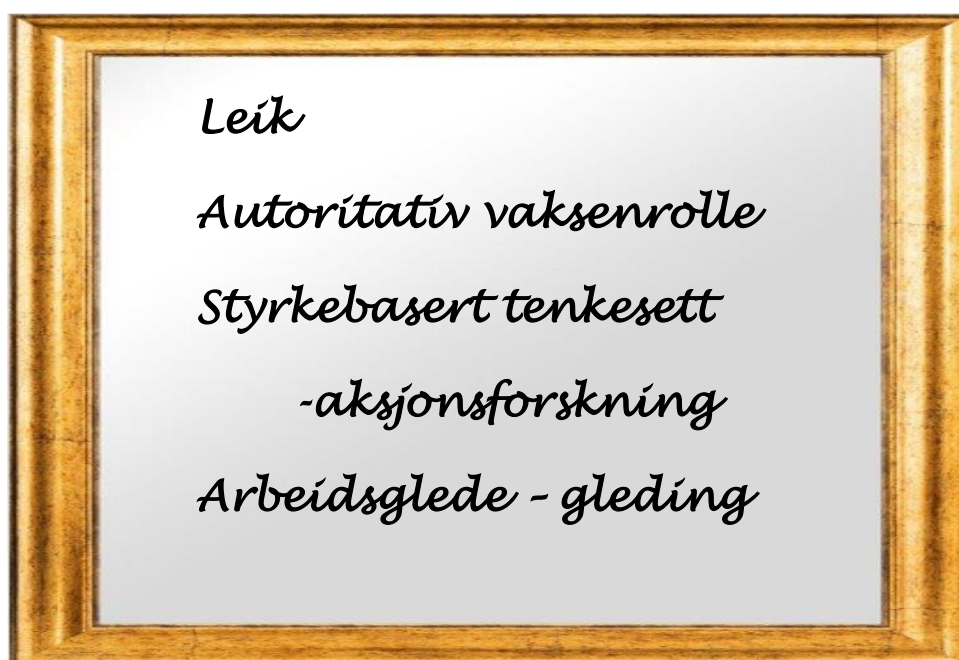 Leik
Autoritativ vaksenrolle
Styrkebasert tenkesett
-aksjonsforskning
Arbeidsglede – gleding